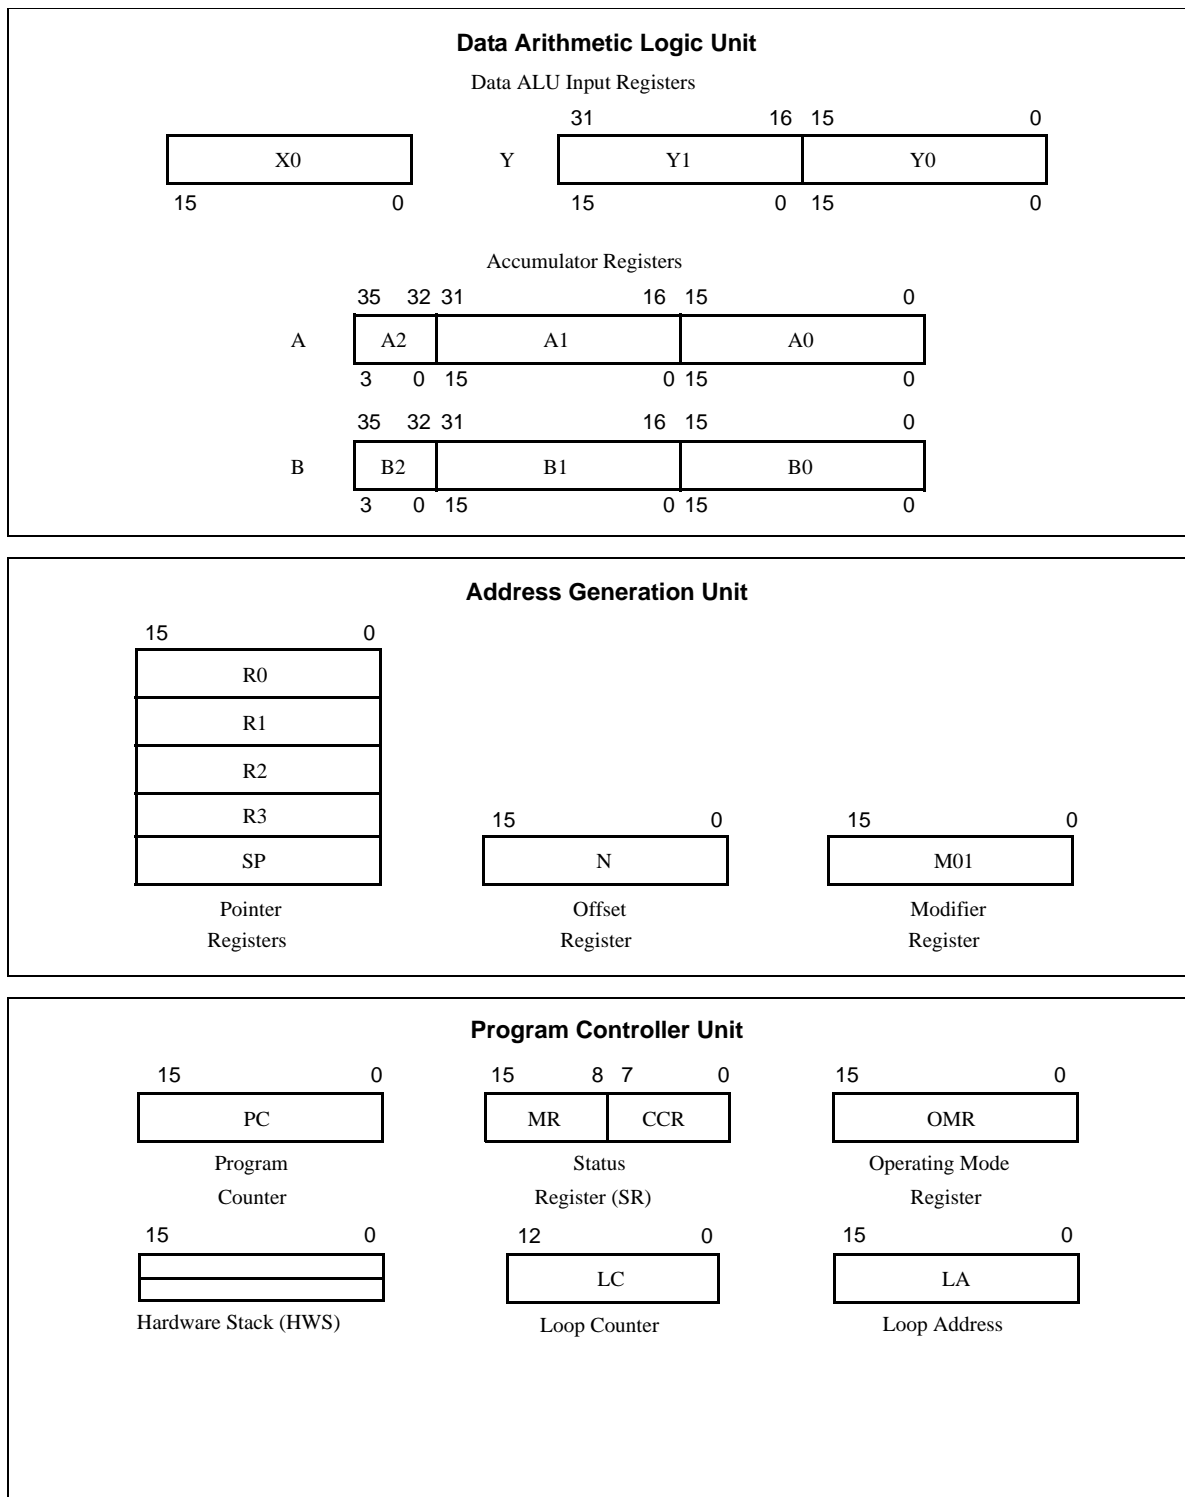 Data Arithmetic Logic Unit
Data ALU Input Registers
31 16 15 0
X0 Y Y1 Y0
15 0 15 0 15 0
Accumulator Registers
35 32 31 16 15 0
A A2 A1 A0
3 0 15 0 15 0
35 32 31 16 15 0
B B2 B1 B0
3 0 15 0 15 0
Address Generation Unit
15 0
R0
R1
R2
R3
15 0 15 0
SP N M01
Pointer Offset Modifier
Registers Register Register
Program Controller Unit
15 0 15 8 7 0 15 0
PC MR CCR OMR
Program Status Operating Mode
Counter Register (SR) Register
15 0 12 0 15 0
LC LA
Hardware Stack (HWS) Loop Counter Loop Address